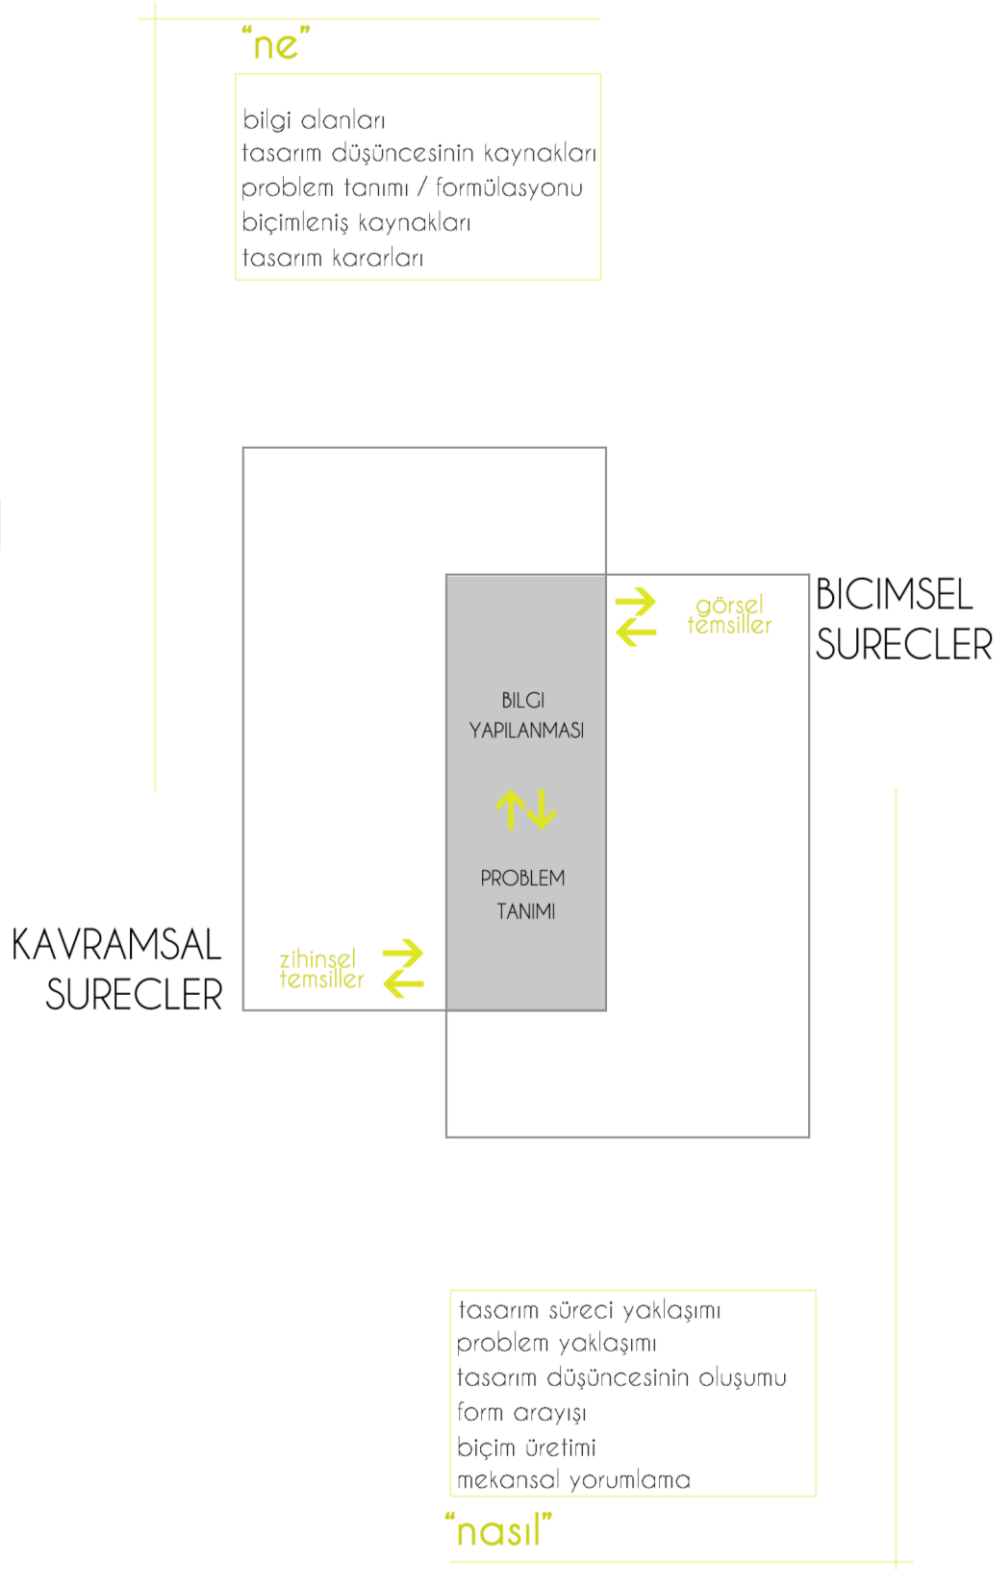 “ne”
bilgi alanları
tasarım düşüncesinin kaynakları
problem tanımı / formülasyonu
biçimleniş kaynakları
tasarım kararları
görsel
temsiller
BICIMSEL
SURECLER
BILGI
YAPILANMASI
PROBLEM
TANIMI
KAVRAMSAL
SURECLER
zihinsel
temsiller
tasarım süreci yaklaşımı
problem yaklaşımı
tasarım düşüncesinin oluşumu
form arayışı
biçim üretimi
mekansal yorumlama
“nasıl”